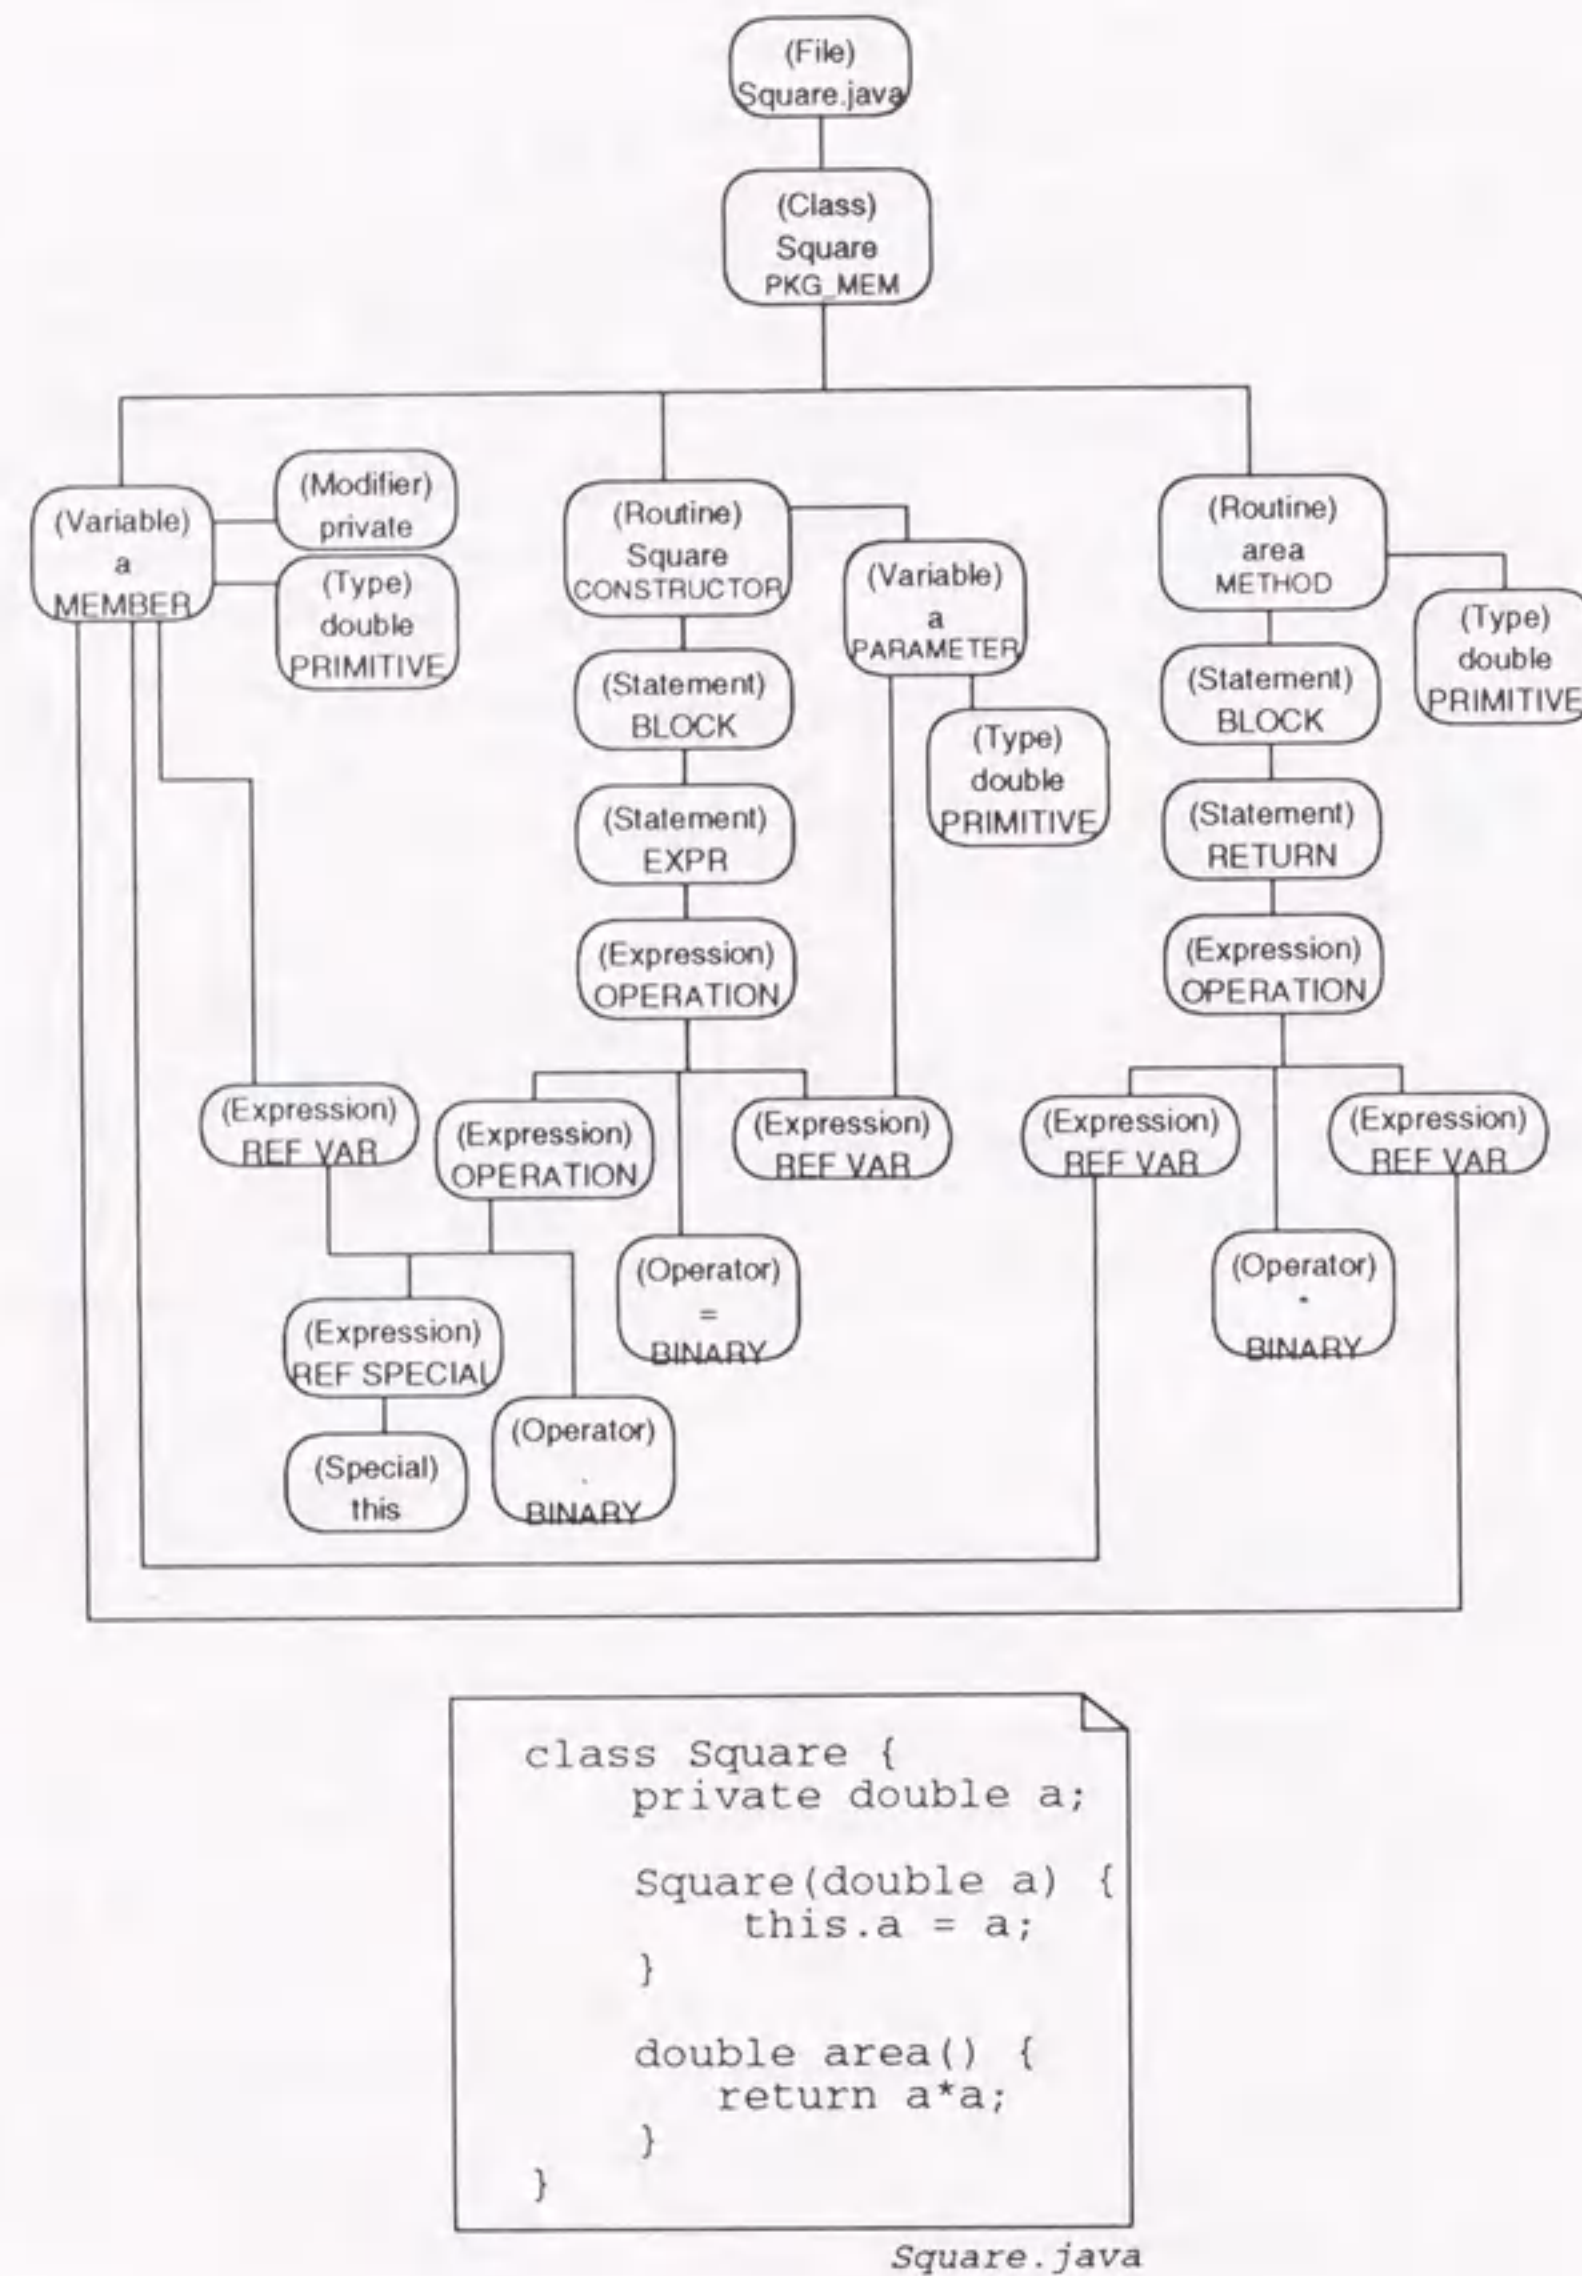 (File)
Square.java
(Class)
Square
PKG_MEM
(Variable)
a
MEMBER
(Modifier)
private
(Type)
double
PRIMITIVE
(Routine)
Square
CONSTRUCTOR
(Variable)
a
PARAMETER
(Type)
double
PRIMITIVE
(Routine)
area
METHOD
(Type)
double
PRIMITIVE
(Statement)
BLOCK
(Statement)
EXPR
(Expression)
OPERATION
(Statement)
BLOCK
(Statement)
RETURN
(Expression)
OPERATION
(Expression)
REF VAR
(Expression)
OPERATION
(Expression)
REF VAR
(Expression)
REF VAR
(Expression)
REF VAR
(Operator)
=
BINARY
(Operator)
*
BINARY
(Expression)
REF SPECIAL
(Special)
this
(Operator)
.
BINARY
class Square {
private double a;
Square(double a) {
this.a = a;
}
double area() {
return a*a;
}
}
Square.java